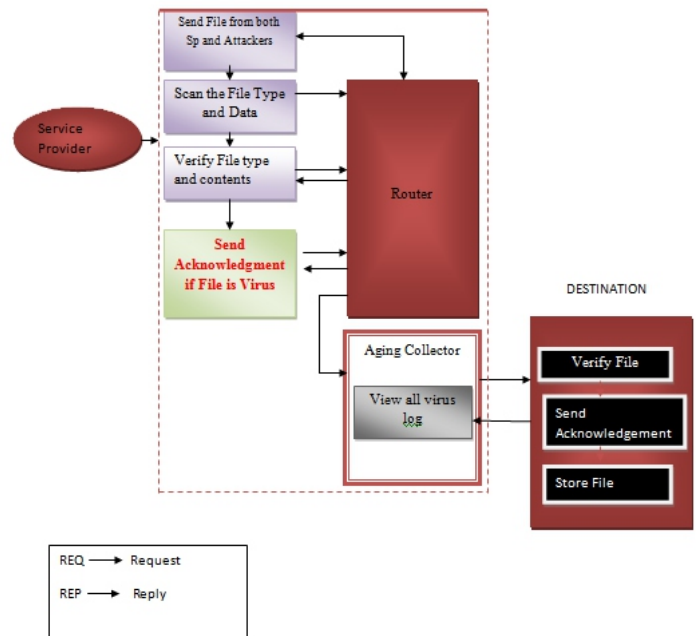 Send File from both
Sp and Attackers
Scan the File Type
and Data
Service
Provider
Verify File type
and contents
Router
Send
Acknowledgment
if File is Virus
DESTINATION
Aging Collector
View all virus
log
Verify File
Send
Acknowledgement
Store File
REQ Request
REP Reply